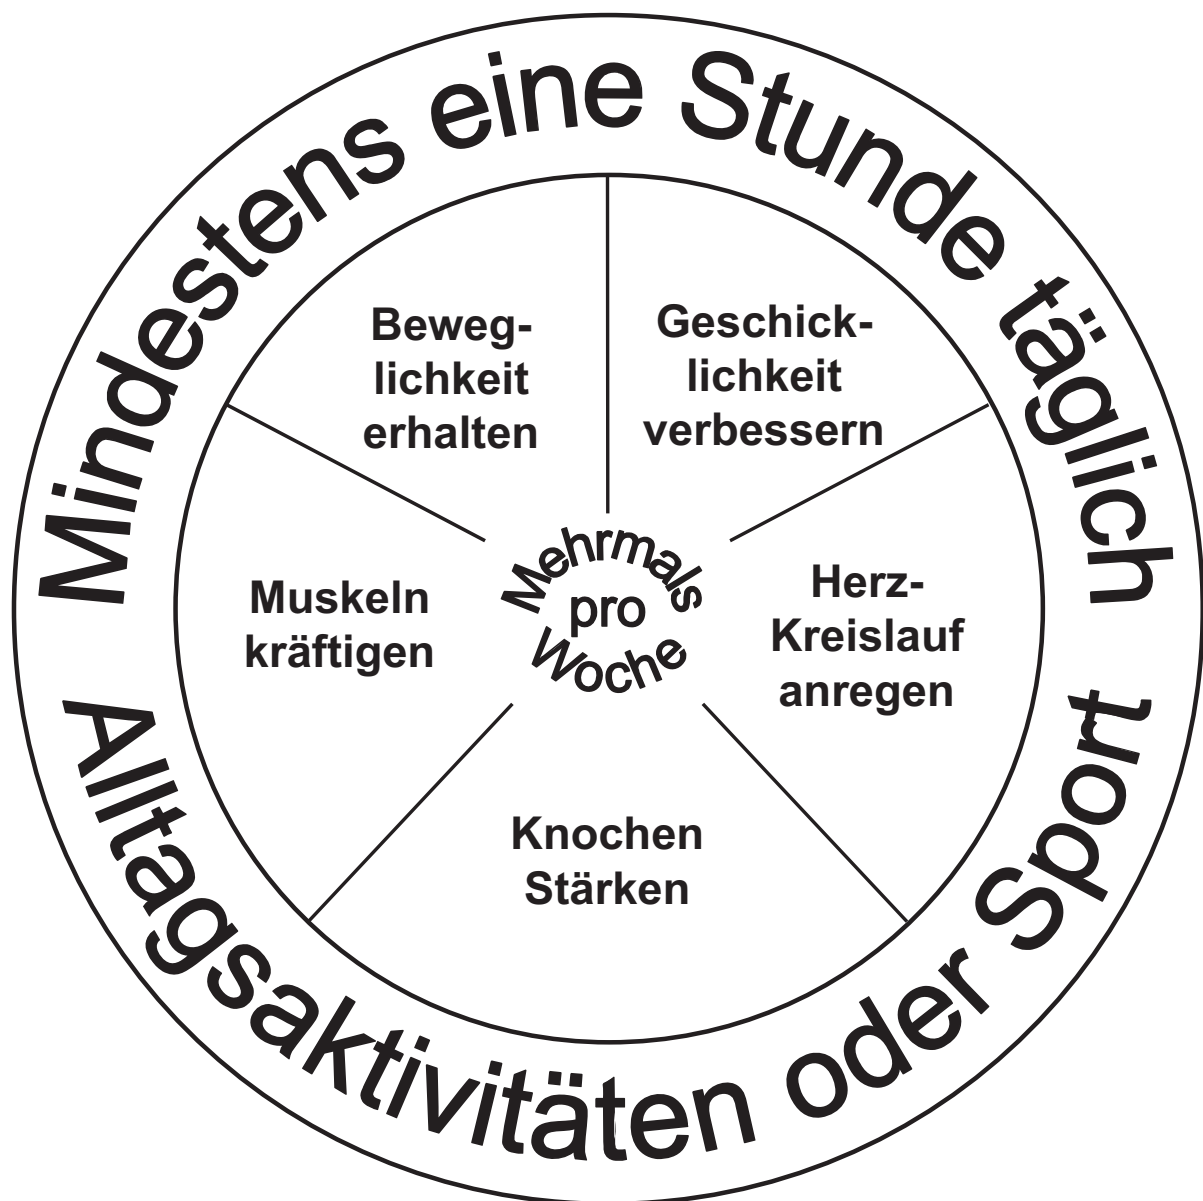 Mindestens eine Stunde täglich
Beweg-
lichkeit
erhalten
Geschick-
lichkeit
verbessern
Muskeln
kräftigen
Mehrmals
pro
Woche
Herz-
Kreislauf
anregen
Knochen
Stärken
Alltagsaktivitäten oder Sport